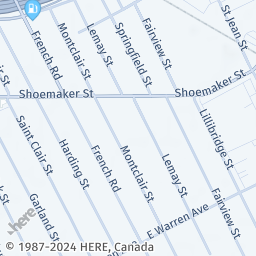 Fairview St
St Jean St
Springfield St
Lemay St
Montclair St
French Rd
Shoemaker St
Shoemaker St
Lillibridge St
Saint Clair St
Harding St
French Rd
Montclair St
Lemay St
Fairview St
Garland St
E Warren Ave
here
© 1987-2024 HERE, Canada